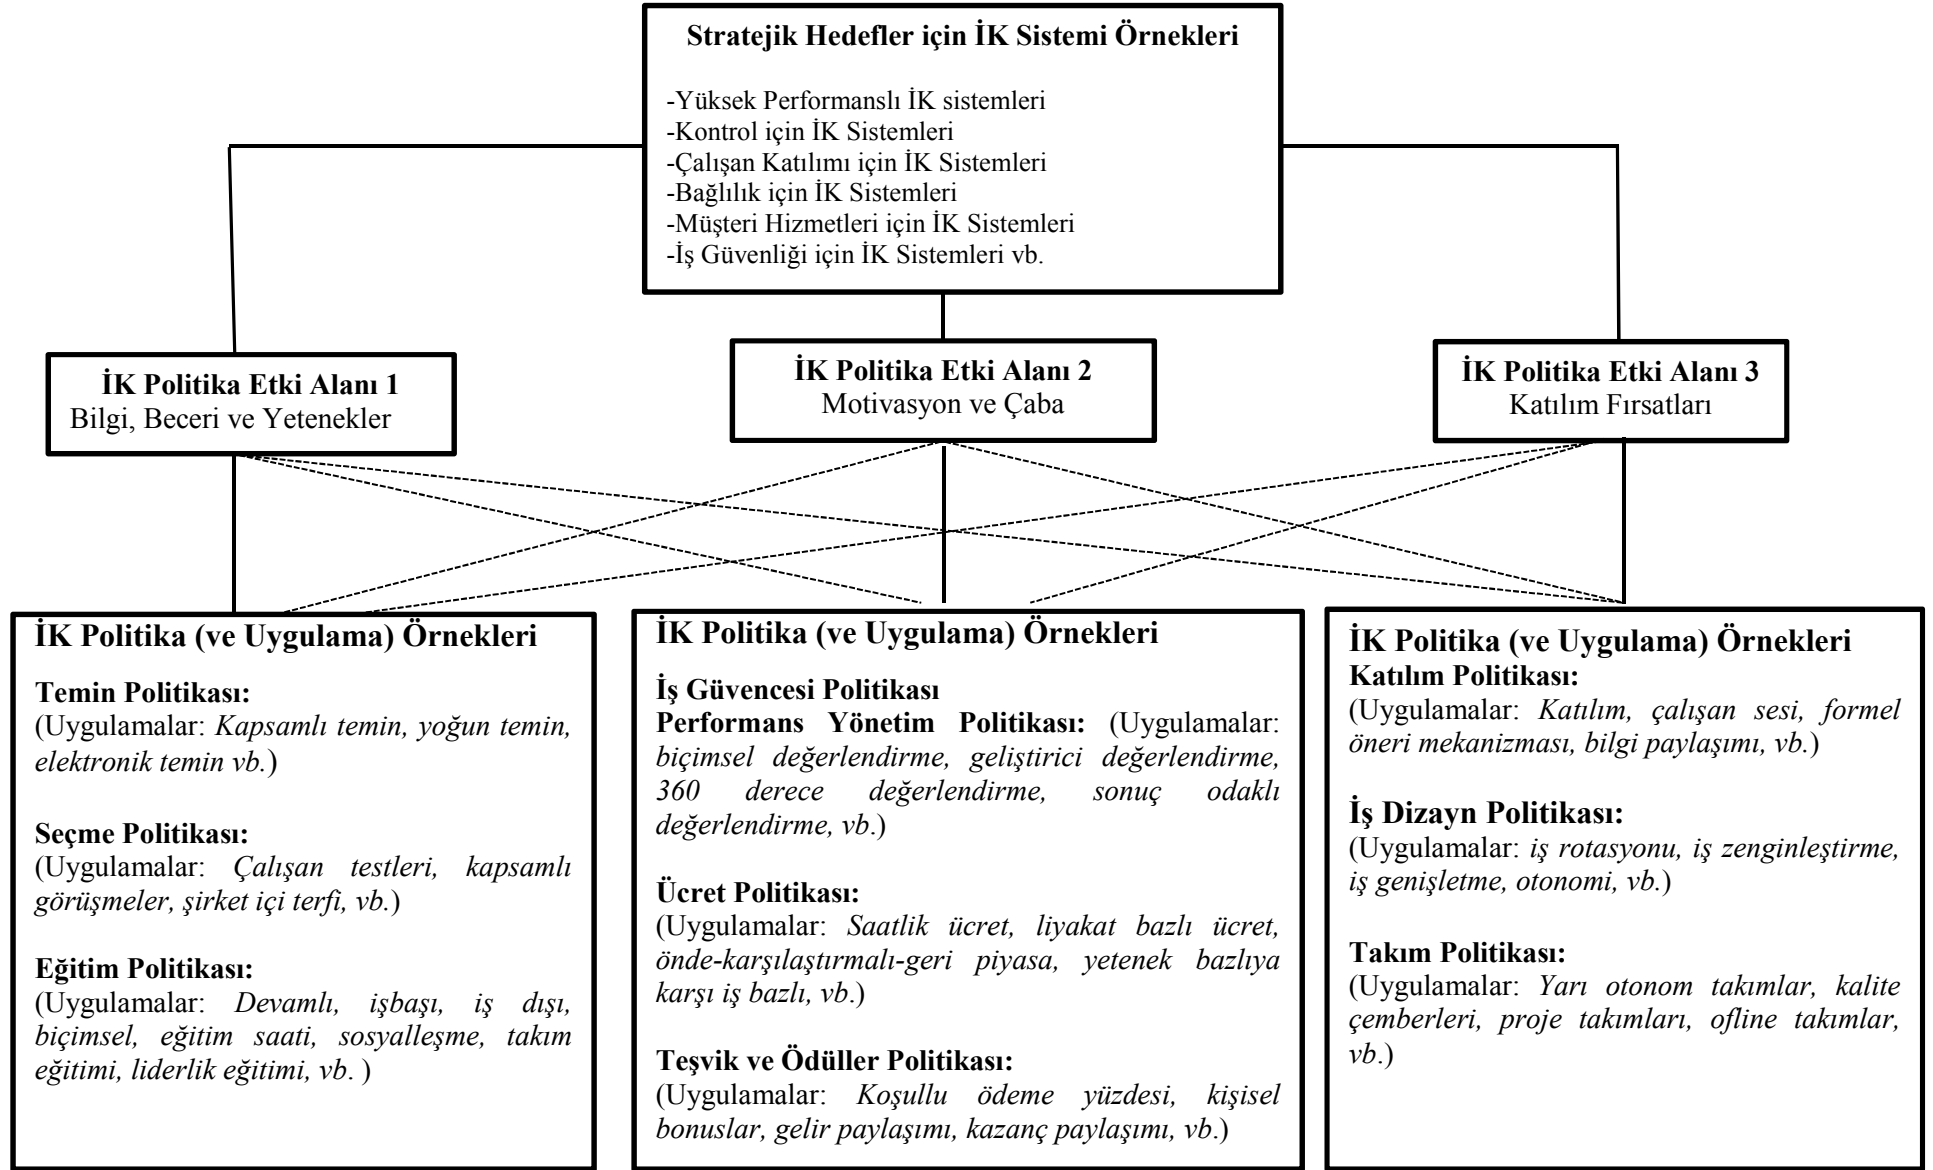 Stratejik Hedefler için İK Sistemi Örnekleri
-Yüksek Performanslı İK sistemleri
-Kontrol için İK Sistemleri
-Çalışan Katılımı için İK Sistemleri
-Bağlılık için İK Sistemleri
-Müşteri Hizmetleri için İK Sistemleri
-İş Güvenliği için İK Sistemleri vb.
İK Politika Etki Alanı 1
Bilgi, Beceri ve Yetenekler
İK Politika Etki Alanı 2
Motivasyon ve Çaba
İK Politika Etki Alanı 3
Katılım Fırsatları
İK Politika (ve Uygulama) Örnekleri
Temin Politikası:
(Uygulamalar: Kapsamlı temin, yoğun temin,
elektronik temin vb.)
Seçme Politikası:
(Uygulamalar: Çalışan testleri, kapsamlı
görüşmeler, şirket içi terfi, vb.)
Eğitim Politikası:
(Uygulamalar: Devamlı, işbaşı, iş dışı,
biçimsel, eğitim saati, sosyalleşme, takım
eğitimi, liderlik eğitimi, vb. )
İK Politika (ve Uygulama) Örnekleri
İş Güvencesi Politikası
Performans Yönetim Politikası: (Uygulamalar:
biçimsel değerlendirme, geliştirici değerlendirme,
360 derece değerlendirme, sonuç odaklı
değerlendirme, vb.)
Ücret Politikası:
(Uygulamalar: Saatlik ücret, liyakat bazlı ücret,
önde-karşılaştırmalı-geri piyasa, yetenek bazlıya
karşı iş bazlı, vb.)
Teşvik ve Ödüller Politikası:
(Uygulamalar: Koşullu ödeme yüzdesi, kişisel
bonuslar, gelir paylaşımı, kazanç paylaşımı, vb.)
İK Politika (ve Uygulama) Örnekleri
Katılım Politikası:
(Uygulamalar: Katılım, çalışan sesi, formel
öneri mekanizması, bilgi paylaşımı, vb.)
İş Dizayn Politikası:
(Uygulamalar: iş rotasyonu, iş zenginleştirme,
iş genişletme, otonomi, vb.)
Takım Politikası:
(Uygulamalar: Yarı otonom takımlar, kalite
çemberleri, proje takımları, ofline takımlar,
vb.)